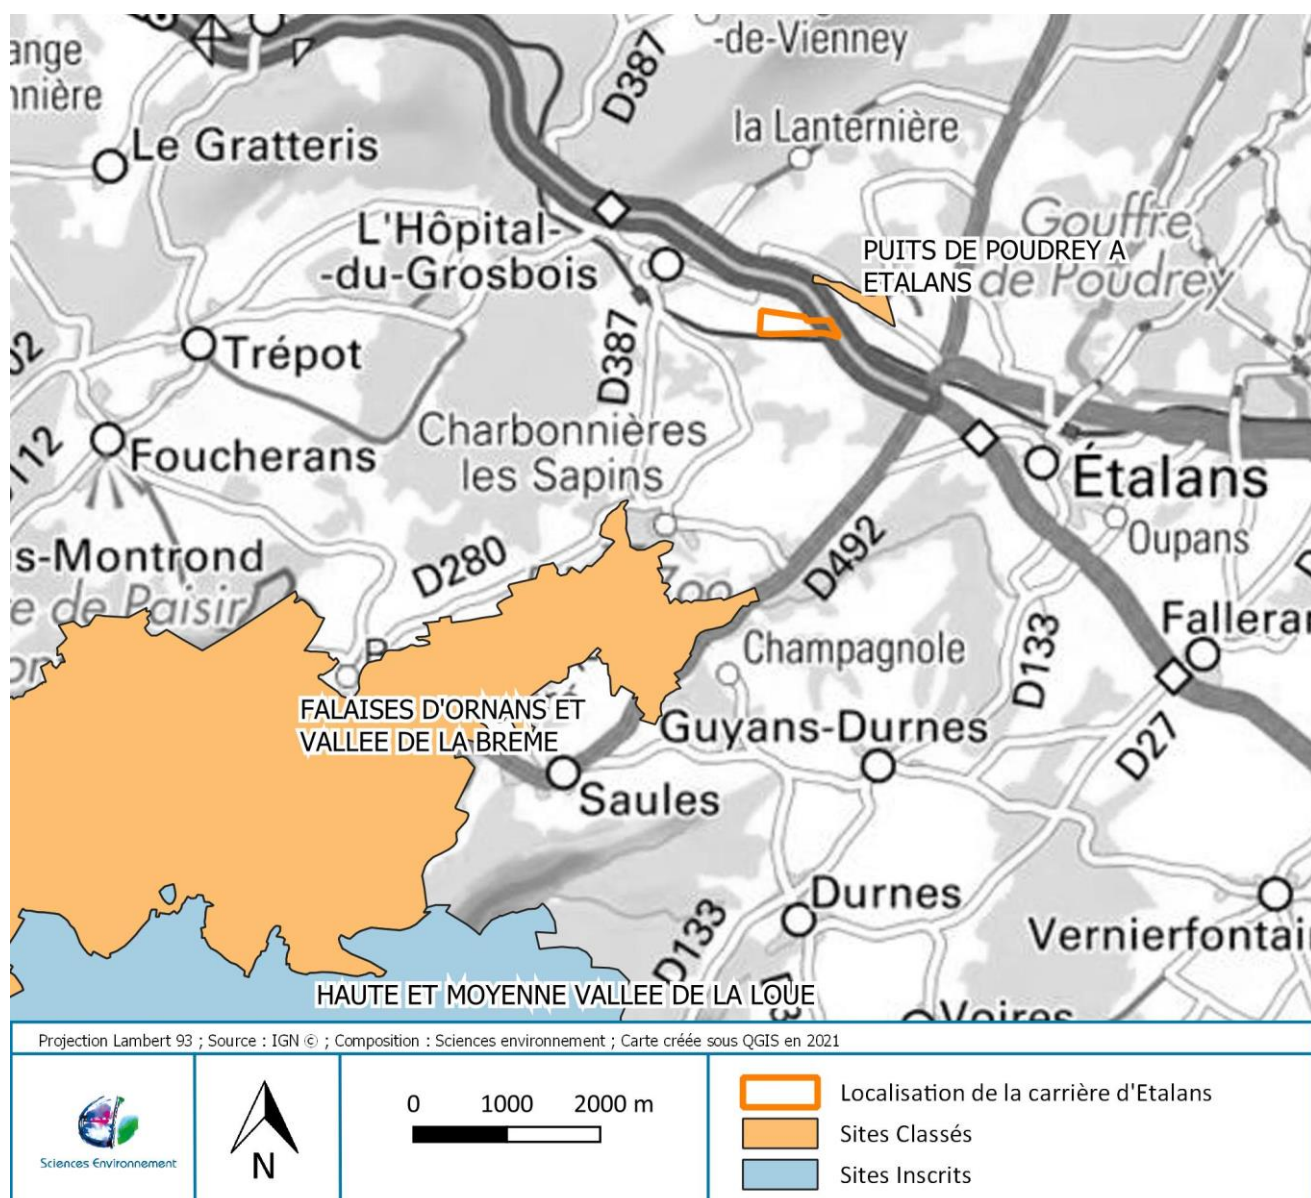 -de-Vienney
D387
Le Gratteris
la Lanternière
L'Hôpital-
-du-Grosbois
Gouffre
de Poudrey
PUITS DE POUDREY A
ETALANS
Trépot
D387
Charbonnières
les Sapins
Foucherans
Étalans
Oupans
D280
D492
D133
Champagnole
FALAISES D'ORNANS ET
VALLEE DE LA BREME
Guyans-Durnes
D27
Saules
Durnes
D133
HAUTE ET MOYENNE VALLEE DE LA LOUE
Voires
Projection Lambert 93 ; Source : IGN © ; Composition : Sciences environnement ; Carte créée sous QGIS en 2021
Sciences Environnement
N
0 1000 2000 m
Localisation de la carrière d'Etalans
Sites Classés
Sites Inscrits